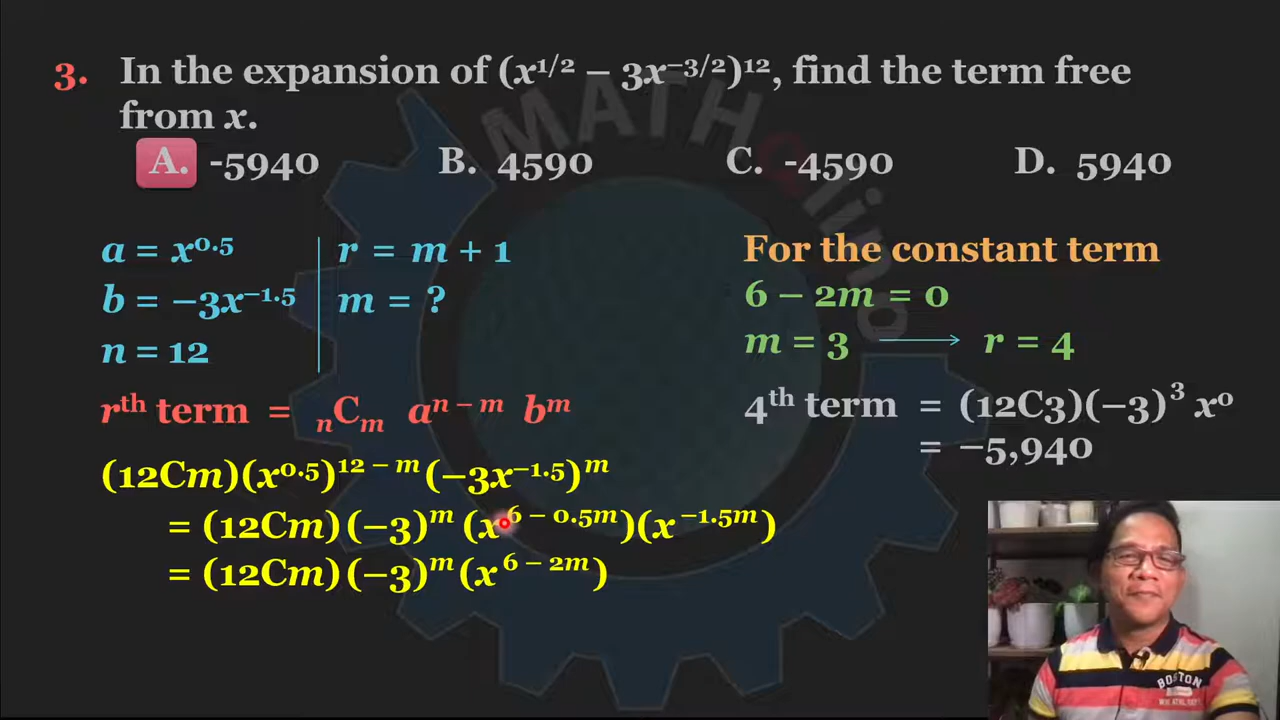 3. In the expansion of (x^1/2 – 3x^–3/2)^12, find the term free
from x.
A. -5940 B. 4590 C. -4590 D. 5940
a = x^0.5
b = –3x^–1.5
n = 12
r = m + 1
m = ?
r^th term = nCm a^n – m b^m
(12Cm)(x^0.5)^12 – m (–3x^–1.5)^m
= (12Cm)(–3)^m (x^6 – 0.5m)(x^–1.5m)
= (12Cm)(–3)^m (x^6 – 2m)
For the constant term
6 – 2m = 0
m = 3 → r = 4
4^th term = (12C3)(–3)^3 x^0
= –5,940
MATHalino
BOSTON